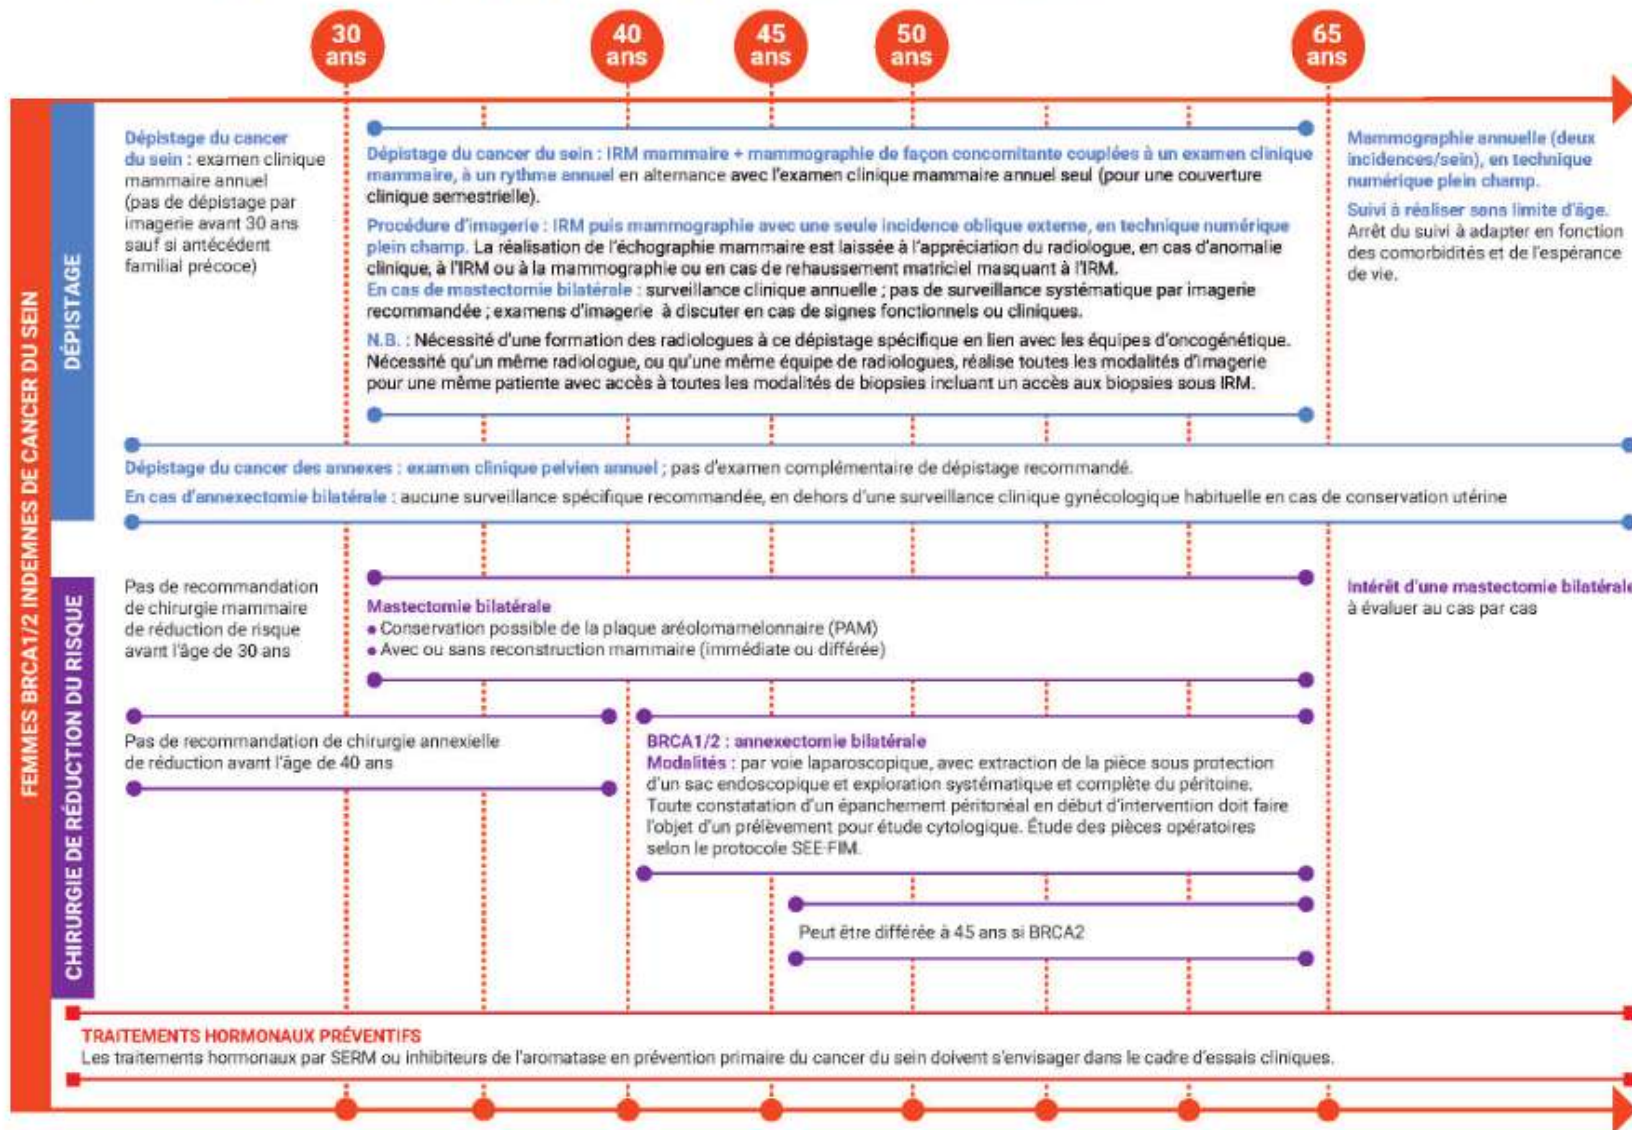 30
ans
40
ans
45
ans
50
ans
65
ans
FEMMES BRCA1/2 INDEMNES DE CANCER DU SEIN
DÉPISTAGE
Dépistage du cancer
du sein : examen clinique
mammaire annuel
(pas de dépistage par
imagerie avant 30 ans
sauf si antécédent
familial précoce)
Dépistage du cancer du sein : IRM mammaire + mammographie de façon concomitante couplées à un examen clinique
mammaire, à un rythme annuel en alternance avec l'examen clinique mammaire annuel seul (pour une couverture
clinique semestrielle).
Procédure d'imagerie : IRM puis mammographie avec une seule incidence oblique externe, en technique numérique
plein champ. La réalisation de l'échographie mammaire est laissée à l'appréciation du radiologue, en cas d'anomalie
clinique, à l'IRM ou à la mammographie ou en cas de rehaussement matriciel masquant à l'IRM.
En cas de mastectomie bilatérale : surveillance clinique annuelle ; pas de surveillance systématique par imagerie
recommandée ; examens d'imagerie à discuter en cas de signes fonctionnels ou cliniques.
N.B. : Nécessité d'une formation des radiologues à ce dépistage spécifique en lien avec les équipes d'oncogénétique.
Nécessité qu'un même radiologue, ou qu'une même équipe de radiologues, réalise toutes les modalités d'imagerie
pour une même patiente avec accès à toutes les modalités de biopsies incluant un accès aux biopsies sous IRM.
Mammographie annuelle (deux
incidences/sein), en technique
numérique plein champ.
Suivi à réaliser sans limite d'âge.
Arrêt du suivi à adapter en fonction
des comorbidités et de l'espérance
de vie.
Dépistage du cancer des annexes : examen clinique pelvien annuel ; pas d'examen complémentaire de dépistage recommandé.
En cas d'annexectomie bilatérale : aucune surveillance spécifique recommandée, en dehors d'une surveillance clinique gynécologique habituelle en cas de conservation utérine
CHIRURGIE DE RÉDUCTION DU RISQUE
Pas de recommandation
de chirurgie mammaire
de réduction de risque
avant l'âge de 30 ans
Mastectomie bilatérale
• Conservation possible de la plaque aréolomamelonnaire (PAM)
• Avec ou sans reconstruction mammaire (immédiate ou différée)
Intérêt d'une mastectomie bilatérale
à évaluer au cas par cas
Pas de recommandation de chirurgie annexielle
de réduction avant l'âge de 40 ans
BRCA1/2 : annexectomie bilatérale
Modalités : par voie laparoscopique, avec extraction de la pièce sous protection
d'un sac endoscopique et exploration systématique et complète du péritoine.
Toute constatation d'un épanchement péritonéal en début d'intervention doit faire
l'objet d'un prélèvement pour étude cytologique. Étude des pièces opératoires
selon le protocole SEE-FIM.
Peut être différée à 45 ans si BRCA2
TRAITEMENTS HORMONAUX PRÉVENTIFS
Les traitements hormonaux par SERM ou inhibiteurs de l'aromatase en prévention primaire du cancer du sein doivent s'envisager dans le cadre d'essais cliniques.